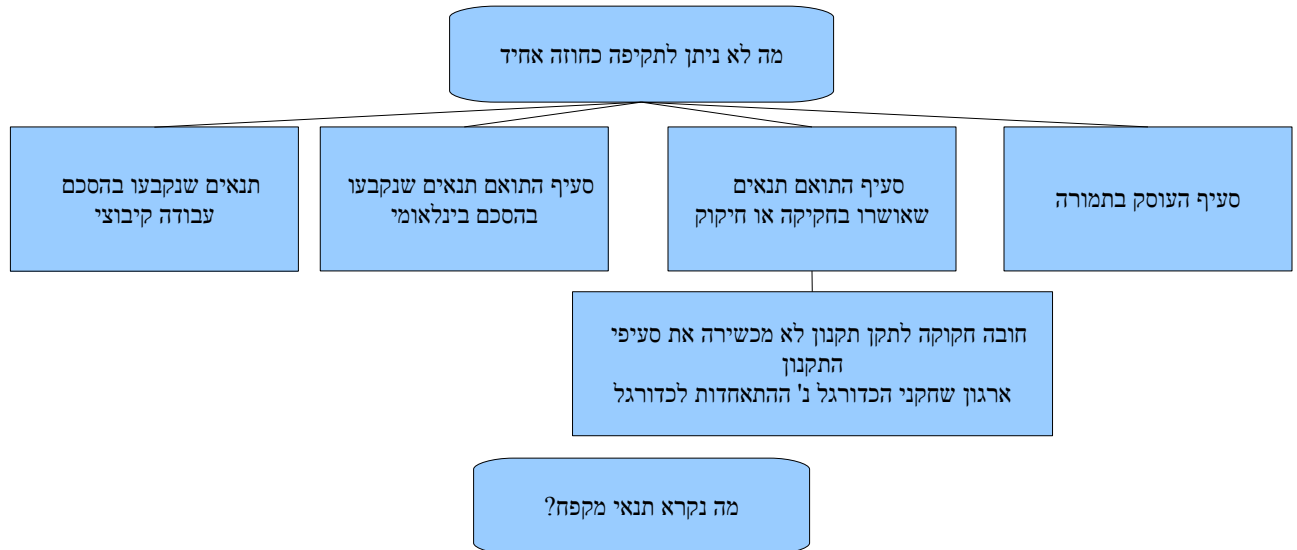 מה לא ניתן לתקיפה כחוזה אחיד
סעיף העוסק בתמורה
סעיף התואם תנאים
שאושרו בחקיקה או חיקוק
סעיף התואם תנאים שנקבעו
בהסכם בינלאומי
תנאים שנקבעו בהסכם
עבודה קיבוצי
חובה חקוקה לתקן תקנון לא מכשירה את סעיפי
התקנון
ארגון שחקני הכדורגל נ' ההתאחדות לכדורגל
מה נקרא תנאי מקפח?